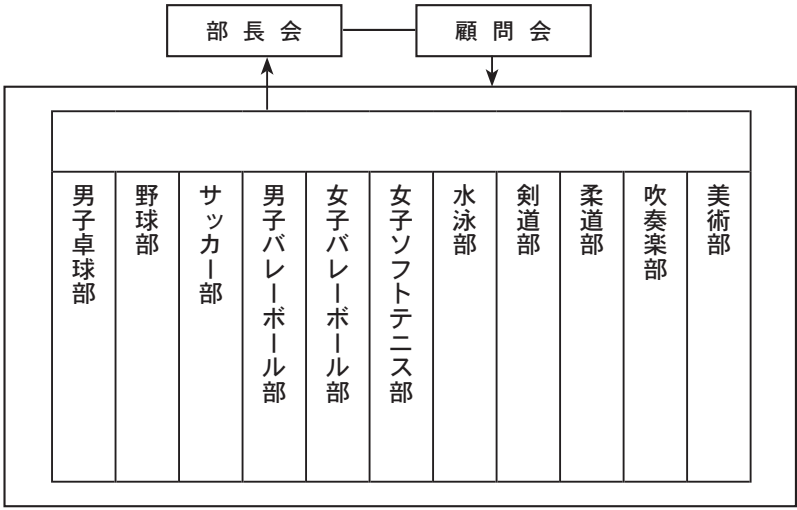 部長会
顧問会
男子卓球部
野球部
サッカー部
男子バレーボール部
女子バレーボール部
女子ソフトテニス部
水泳部
剣道部
柔道部
吹奏楽部
美術部